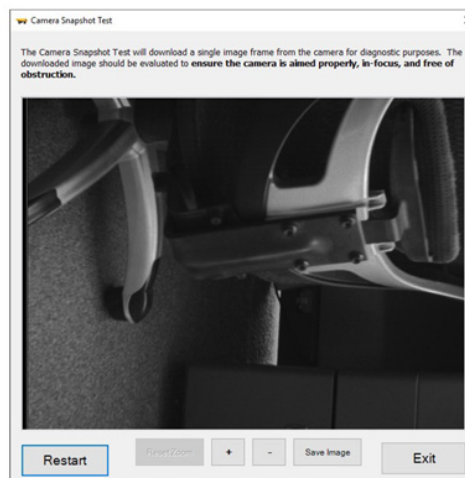 Camera Snapshot Test
The Camera Snapshot Test will download a single image frame from the camera for diagnostic purposes.  The
downloaded image should be evaluated to ensure the camera is aimed properly, in-focus, and free of
obstruction.
Restart
Reset Zoom
+
-
Save Image
Exit